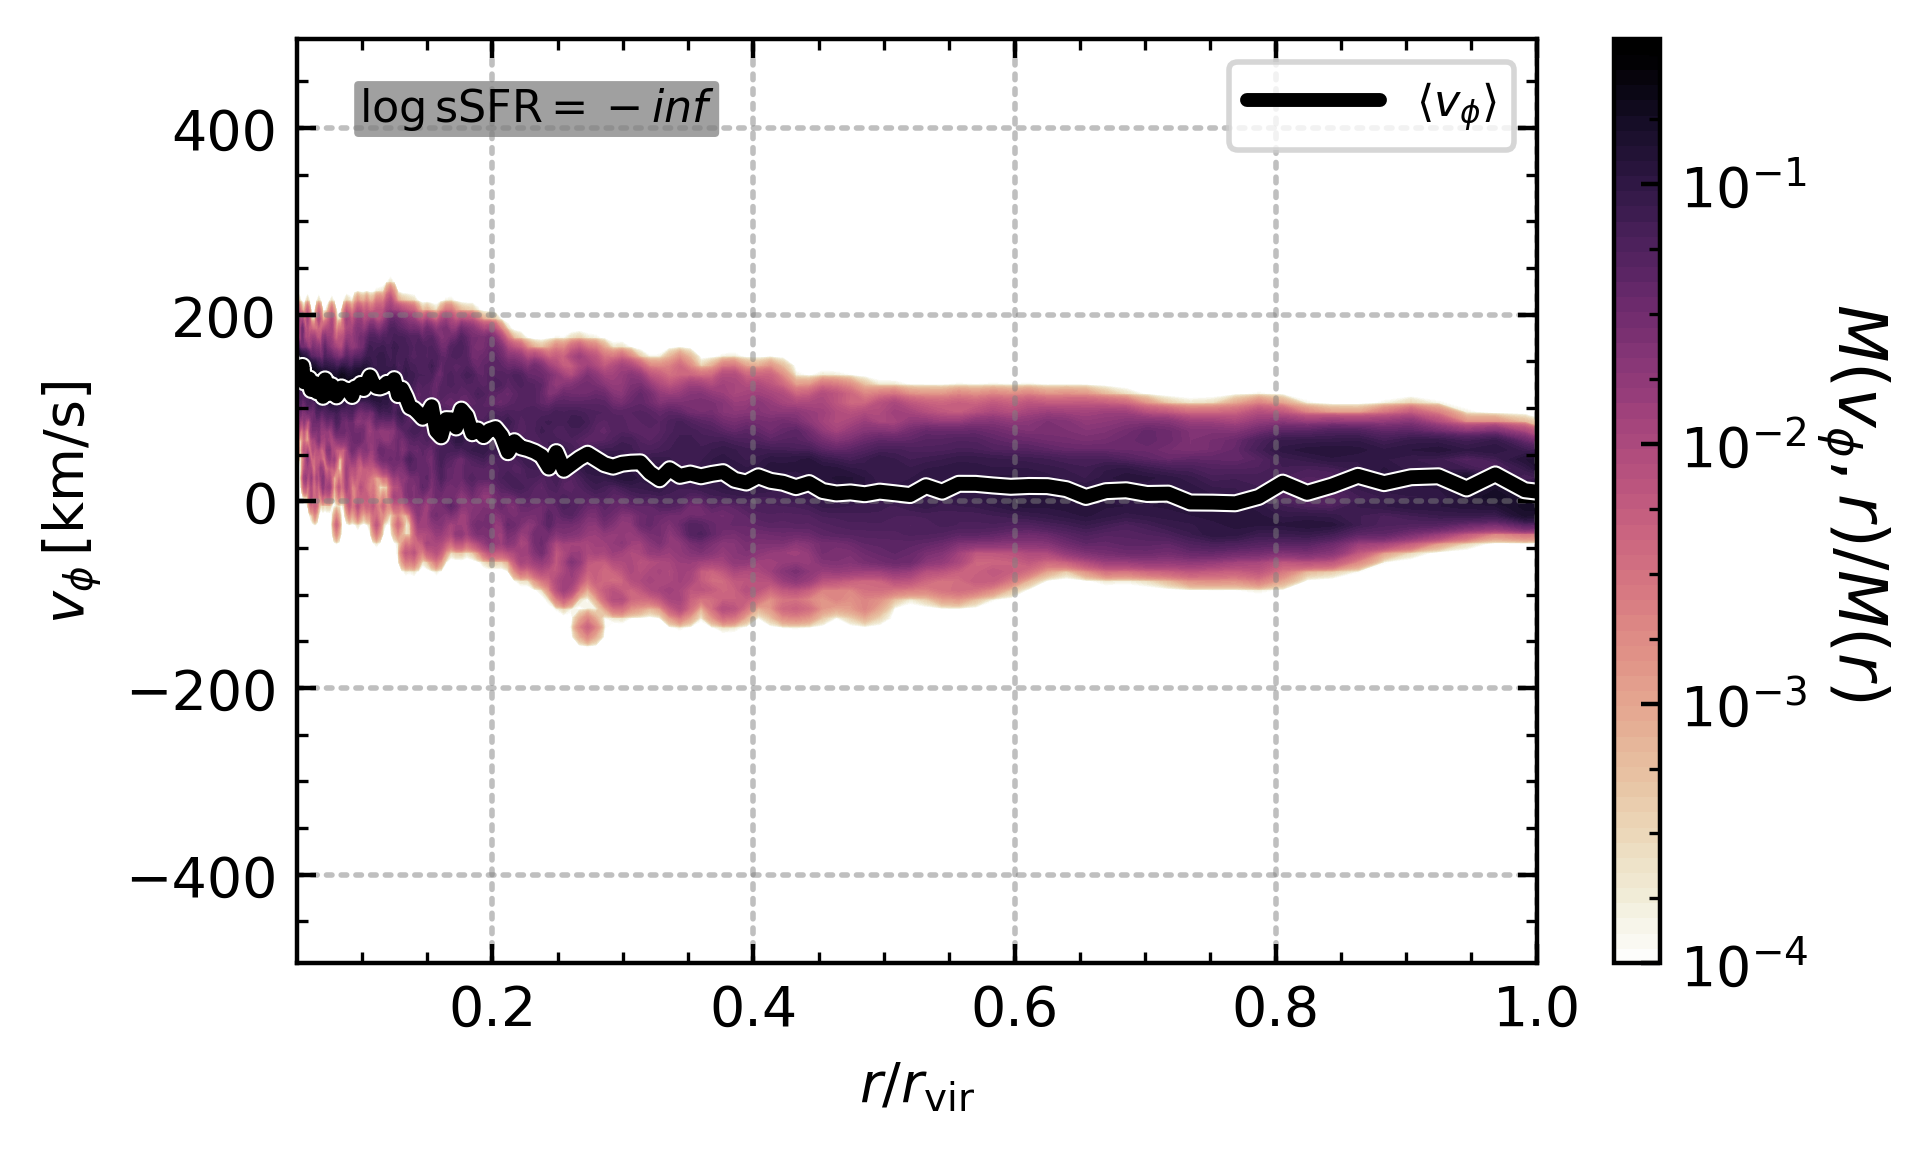 log sSFR = −inf
⟨v_ϕ⟩
400
200
0
−200
−400
v_ϕ [km/s]
0.2
0.4
0.6
0.8
1.0
r/r_vir
10⁻¹
10⁻²
10⁻³
10⁻⁴
M(v_ϕ, r)/M(r)